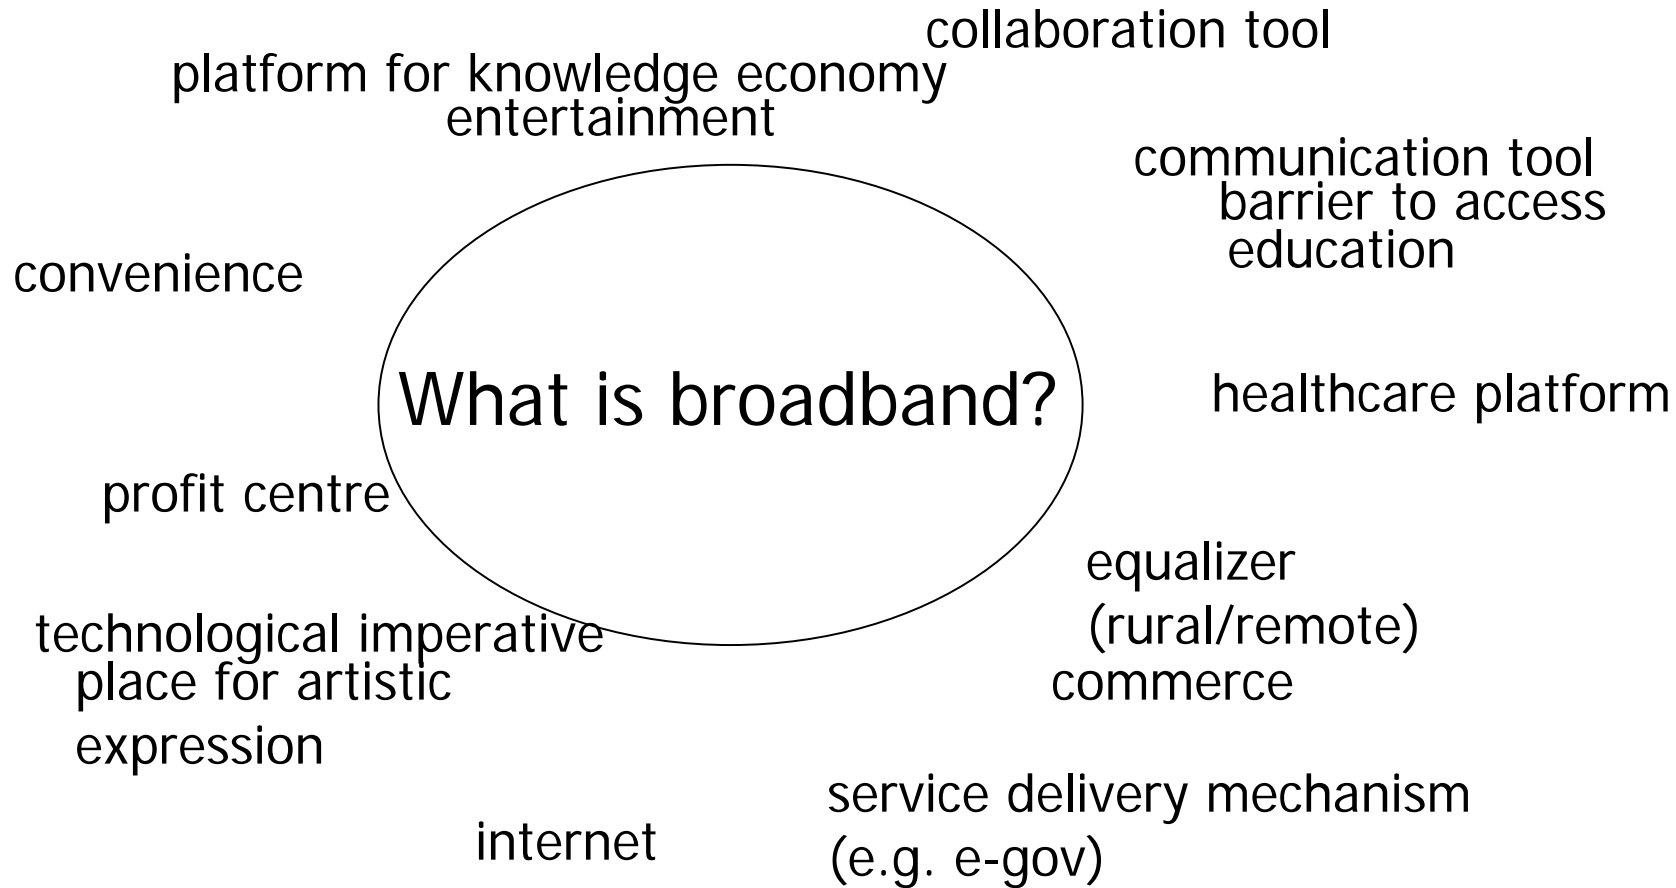 collaboration tool
platform for knowledge economy
entertainment
communication tool
barrier to access
education
convenience
What is broadband?
healthcare platform
profit centre
equalizer
(rural/remote)
technological imperative
commerce
place for artistic
expression
service delivery mechanism
(e.g. e-gov)
internet